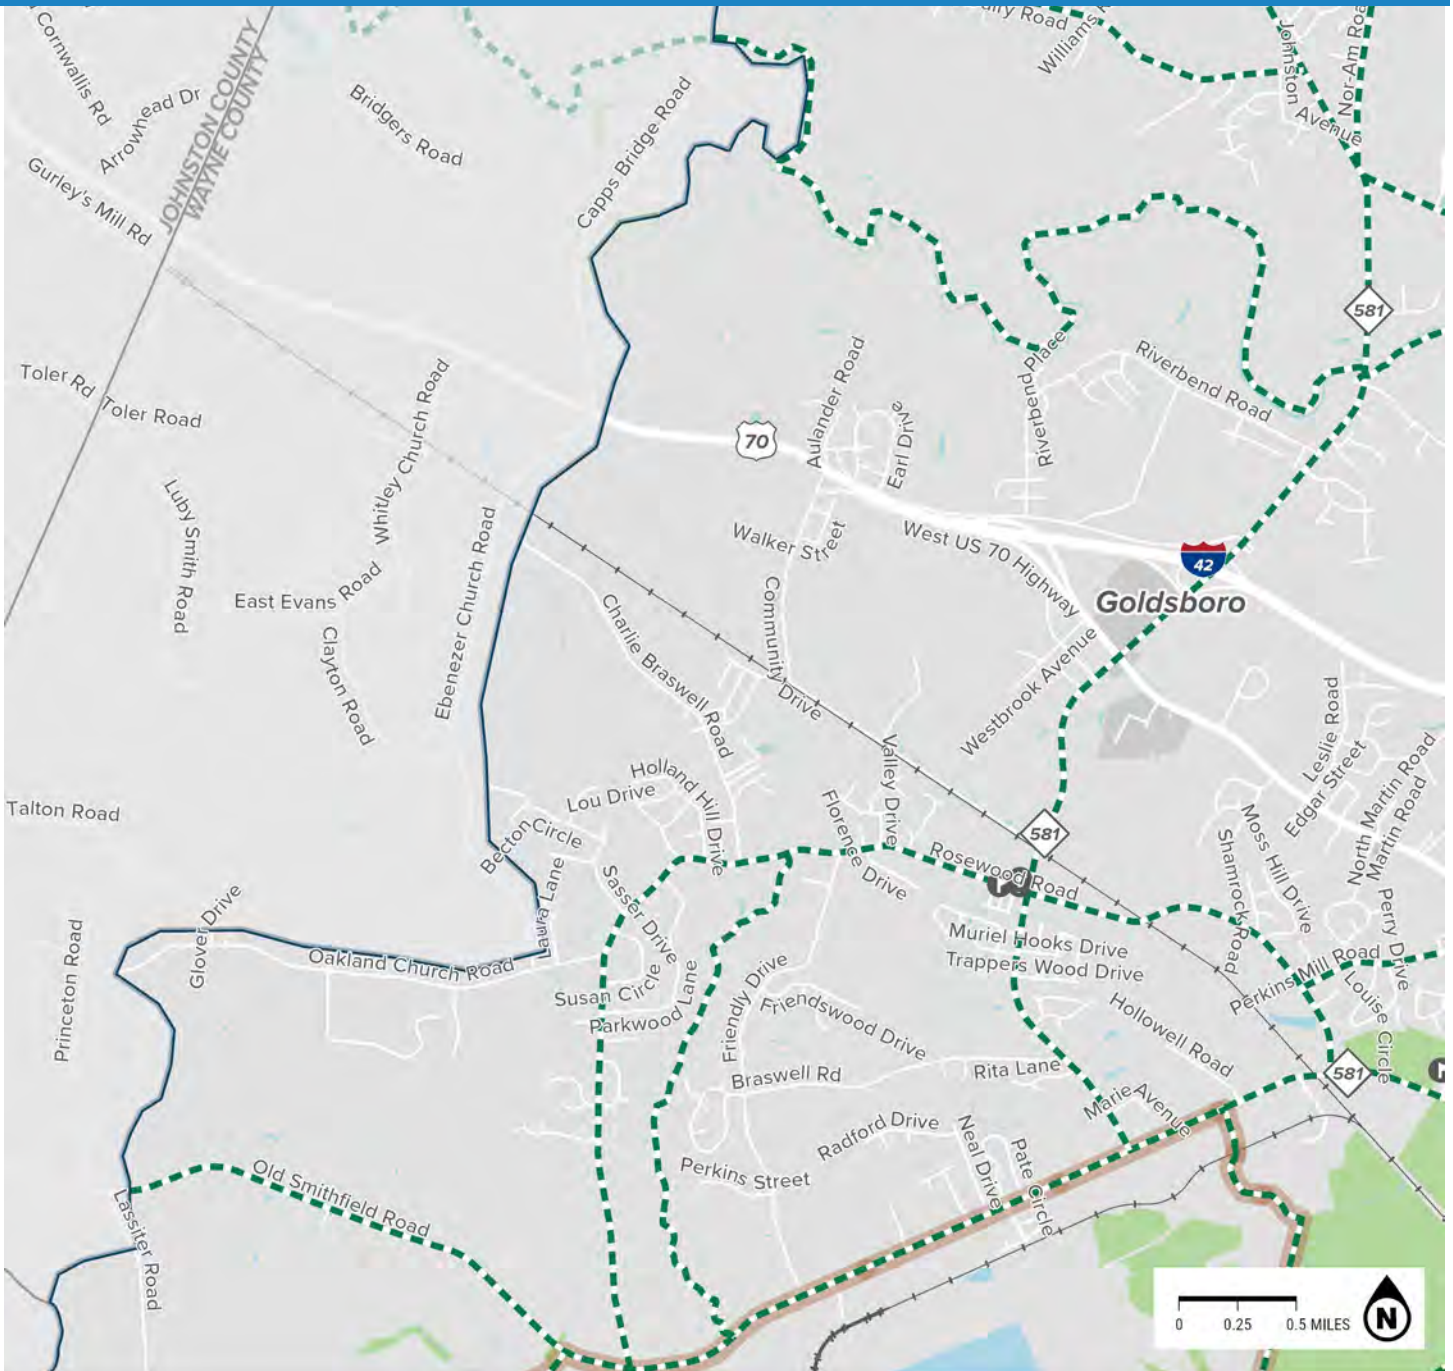 Cornwallis Rd
Arrowhead Dr
Gurley's Mill Rd
JOHNSTON COUNTY
WAYNE COUNTY
Bridgers Road
Capps Bridge Road
Road
Williams
Johnston
Avenue
Nor-Am Road
581
Toler Rd
Toler Road
Whitley Church Road
Luby Smith Road
East Evans Road
Clayton Road
Ebenezer Church Road
70
Aulander Road
Earl Drive
Riverbend Place
Riverbend Road
Walker Street
West US 70 Highway
42
Goldsboro
Community Drive
Charlie Braswell Road
Westbrook Avenue
Leslie Road
Edgar Street
North Martin Road
Martin Road
Talton Road
Lou Drive
Holland Hill Drive
Becton Circle
Florence Drive
Valley Drive
581
Rosewood Road
Moss Hill Drive
Shamrock Road
Perry Drive
Laura Lane
Sasser Drive
Glover Drive
Princeton Road
Oakland Church Road
Susan Circle
Parkwood Lane
Friendly Drive
Friendswood Drive
Muriel Hooks Drive
Trappers Wood Drive
Hollowell Road
Perkins Mill Road
Louise Circle
581
Braswell Rd
Rita Lane
Marie Avenue
Radford Drive
Neal Drive
Pate Circle
Perkins Street
Old Smithfield Road
Lassiter Road
0 0.25 0.5 MILES
N